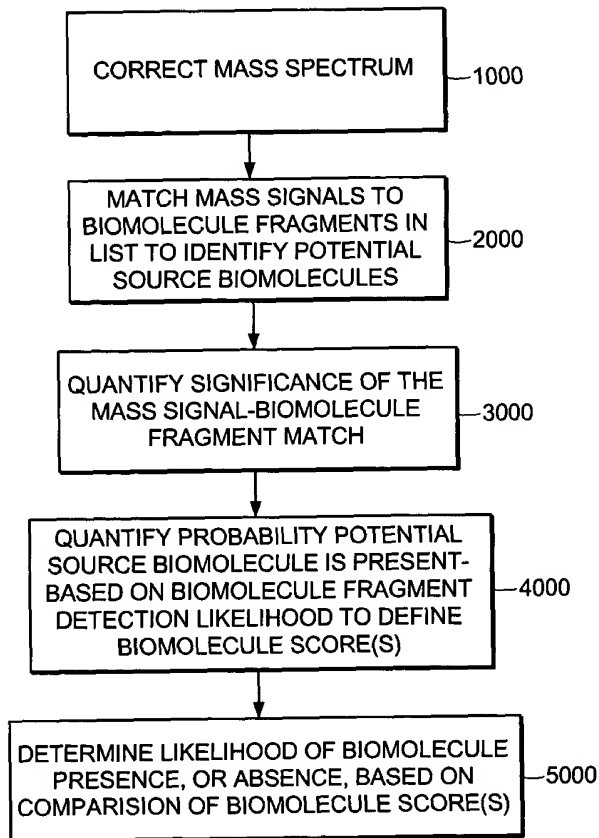 CORRECT MASS SPECTRUM
1000
MATCH MASS SIGNALS TO
BIOMOLECULE FRAGMENTS IN
LIST TO IDENTIFY POTENTIAL
SOURCE BIOMOLECULES
2000
QUANTIFY SIGNIFICANCE OF THE
MASS SIGNAL-BIOMOLECULE
FRAGMENT MATCH
3000
QUANTIFY PROBABILITY POTENTIAL
SOURCE BIOMOLECULE IS PRESENT-
BASED ON BIOMOLECULE FRAGMENT
DETECTION LIKELIHOOD TO DEFINE
BIOMOLECULE SCORE(S)
4000
DETERMINE LIKELIHOOD OF BIOMOLECULE
PRESENCE, OR ABSENCE, BASED ON
COMPARISION OF BIOMOLECULE SCORE(S)
5000